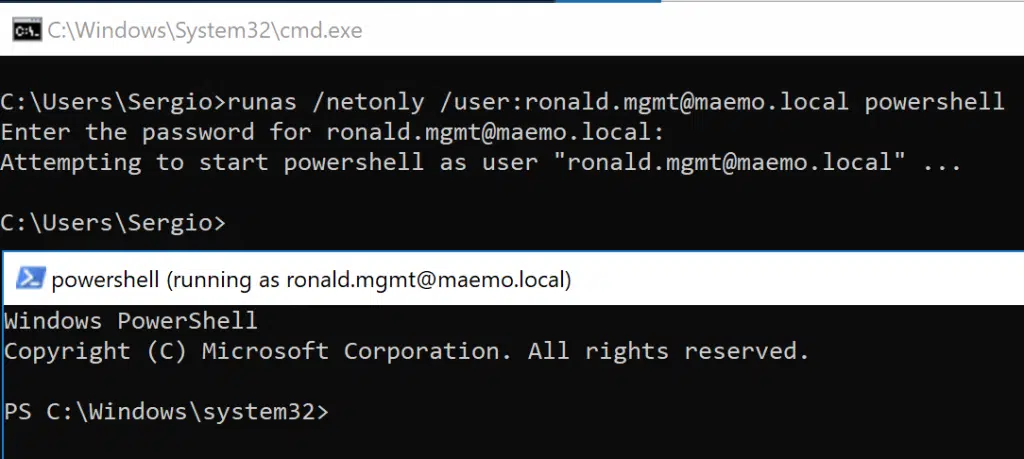 C:\Windows\System32\cmd.exe
C:\Users\Sergio>runas /netonly /user:ronald.mgmt@maemo.local powershell
Enter the password for ronald.mgmt@maemo.local:
Attempting to start powershell as user "ronald.mgmt@maemo.local" ...
C:\Users\Sergio>
powershell (running as ronald.mgmt@maemo.local)
Windows PowerShell
Copyright (C) Microsoft Corporation. All rights reserved.
PS C:\Windows\system32>